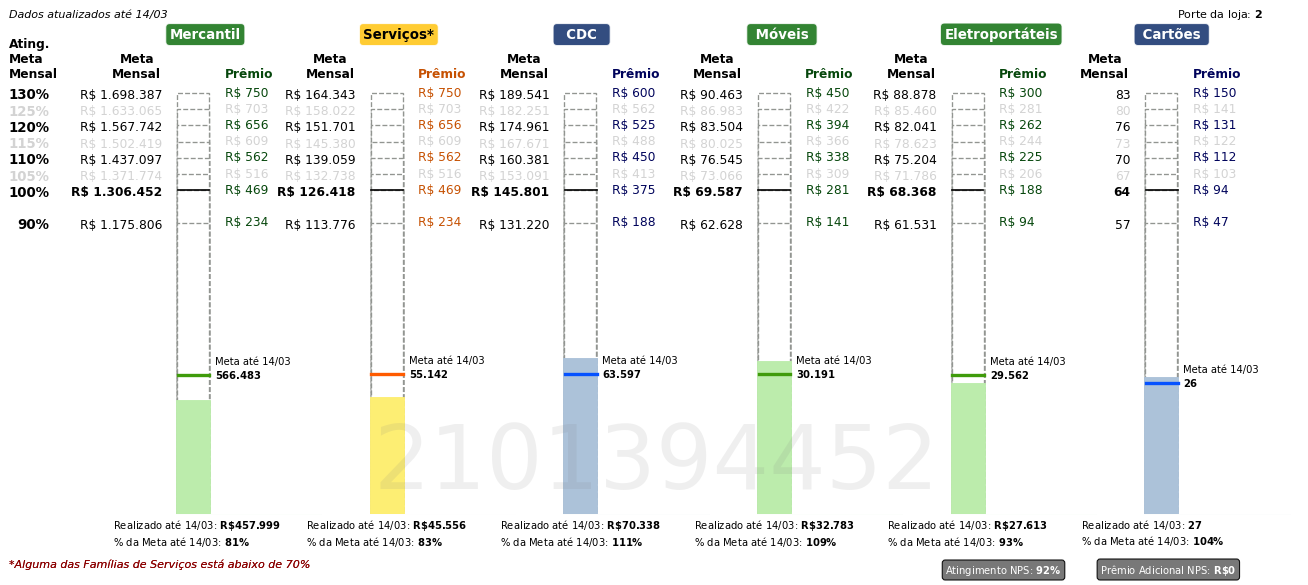 Dados atualizados até 14/03
Porte da loja: 2
Mercantil Serviços* CDC Móveis Eletroportáteis Cartões
Ating. Meta Mensal
Meta Mensal Prêmio Meta Mensal Prêmio Meta Mensal Prêmio Meta Mensal Prêmio Meta Mensal Prêmio Meta Mensal Prêmio
130% R$ 1.698.387 R$ 750 R$ 164.343 R$ 750 R$ 189.541 R$ 600 R$ 90.463 R$ 450 R$ 88.878 R$ 300 83 R$ 150
125% R$ 1.633.065 R$ 703 R$ 158.022 R$ 703 R$ 182.251 R$ 562 R$ 86.983 R$ 422 R$ 85.460 R$ 281 80 R$ 141
120% R$ 1.567.742 R$ 656 R$ 151.701 R$ 656 R$ 174.961 R$ 525 R$ 83.504 R$ 394 R$ 82.041 R$ 262 76 R$ 131
115% R$ 1.502.419 R$ 609 R$ 145.380 R$ 609 R$ 167.671 R$ 488 R$ 80.025 R$ 366 R$ 78.623 R$ 244 73 R$ 122
110% R$ 1.437.097 R$ 562 R$ 139.059 R$ 562 R$ 160.381 R$ 450 R$ 76.545 R$ 338 R$ 75.204 R$ 225 70 R$ 112
105% R$ 1.371.774 R$ 516 R$ 132.738 R$ 516 R$ 153.091 R$ 413 R$ 73.066 R$ 309 R$ 71.786 R$ 206 67 R$ 103
100% R$ 1.306.452 R$ 469 R$ 126.418 R$ 469 R$ 145.801 R$ 375 R$ 69.587 R$ 281 R$ 68.368 R$ 188 64 R$ 94
90% R$ 1.175.806 R$ 234 R$ 113.776 R$ 234 R$ 131.220 R$ 188 R$ 62.628 R$ 141 R$ 61.531 R$ 94 57 R$ 47
Meta até 14/03 Meta até 14/03 Meta até 14/03 Meta até 14/03 Meta até 14/03 Meta até 14/03
566.483 55.142 63.597 30.191 29.562 26
2101394452
Realizado até 14/03: R$457.999 Realizado até 14/03: R$45.556 Realizado até 14/03: R$70.338 Realizado até 14/03: R$32.783 Realizado até 14/03: R$27.613 Realizado até 14/03: 27
% da Meta até 14/03: 81% % da Meta até 14/03: 83% % da Meta até 14/03: 111% % da Meta até 14/03: 109% % da Meta até 14/03: 93% % da Meta até 14/03: 104%
*Alguma das Famílias de Serviços está abaixo de 70%
Atingimento NPS: 92% Prêmio Adicional NPS: R$0